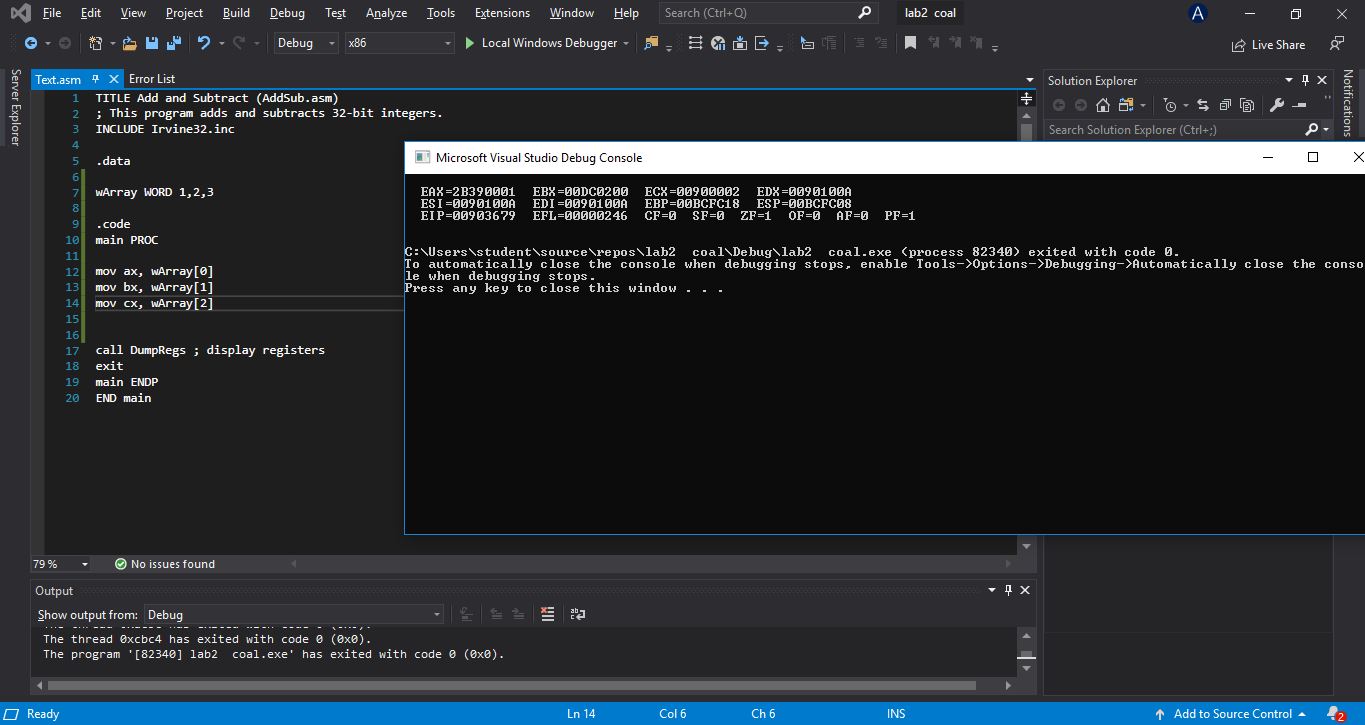 File Edit View Project Build Debug Test Analyze Tools Extensions Window Help Search (Ctrl+Q) lab2 coal A
Debug x86 Local Windows Debugger Live Share
Server Explorer
Text.asm Error List
1 TITLE Add and Subtract (AddSub.asm)
2 ; This program adds and subtracts 32-bit integers.
3 INCLUDE Irvine32.inc
4
5 .data
6
7 wArray WORD 1,2,3
8
9 .code
10 main PROC
11
12 mov ax, wArray[0]
13 mov bx, wArray[1]
14 mov cx, wArray[2]
15
16
17 call DumpRegs ; display registers
18 exit
19 main ENDP
20 END main
Microsoft Visual Studio Debug Console
EAX=2B390001 EBX=00DC0200 ECX=00900002 EDX=0090100A
ESI=0090100A EDI=0090100A EBP=00BCFC18 ESP=00BCFC08
EIP=00903679 EFL=00000246 CF=0 SF=0 ZF=1 OF=0 AF=0 PF=1
C:\Users\student\source\repos\lab2 coal\Debug\lab2 coal.exe (process 82340) exited with code 0.
To automatically close the console when debugging stops, enable Tools->Options->Debugging->Automatically close the conso
le when debugging stops.
Press any key to close this window . . .
Solution Explorer
Search Solution Explorer (Ctrl+;)
Notifications
79 % No issues found
Output
Show output from: Debug
The thread 0xcbc4 has exited with code 0 (0x0).
The program '[82340] lab2 coal.exe' has exited with code 0 (0x0).
Ready Ln 14 Col 6 Ch 6 INS Add to Source Control 2